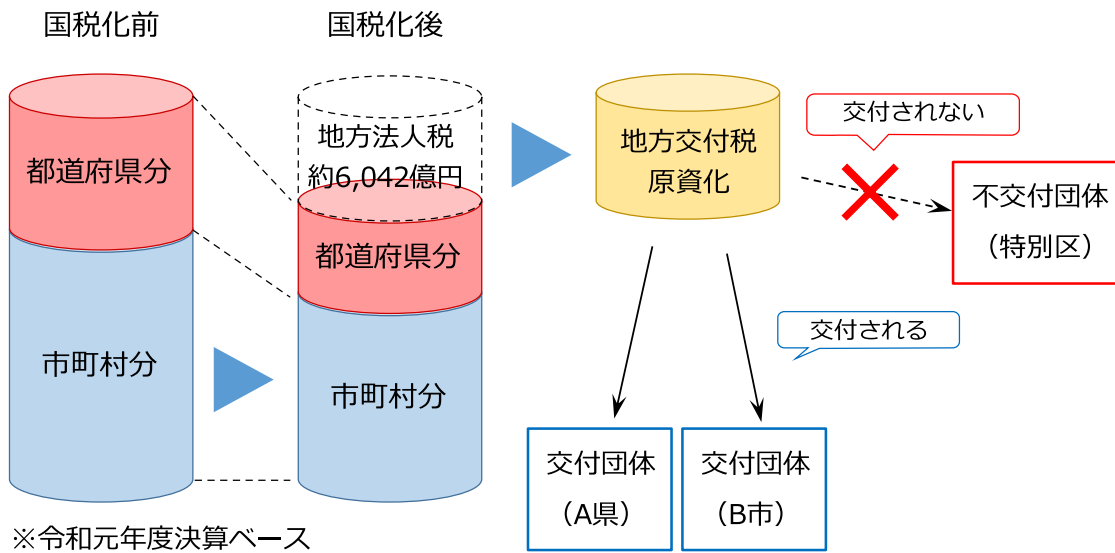 国税化前
国税化後
都道府県分
市町村分
地方法人税
約6,042億円
都道府県分
市町村分
地方交付税
原資化
交付されない
不交付団体
（特別区）
交付される
交付団体
（A県）
交付団体
（B市）
※令和元年度決算ベース